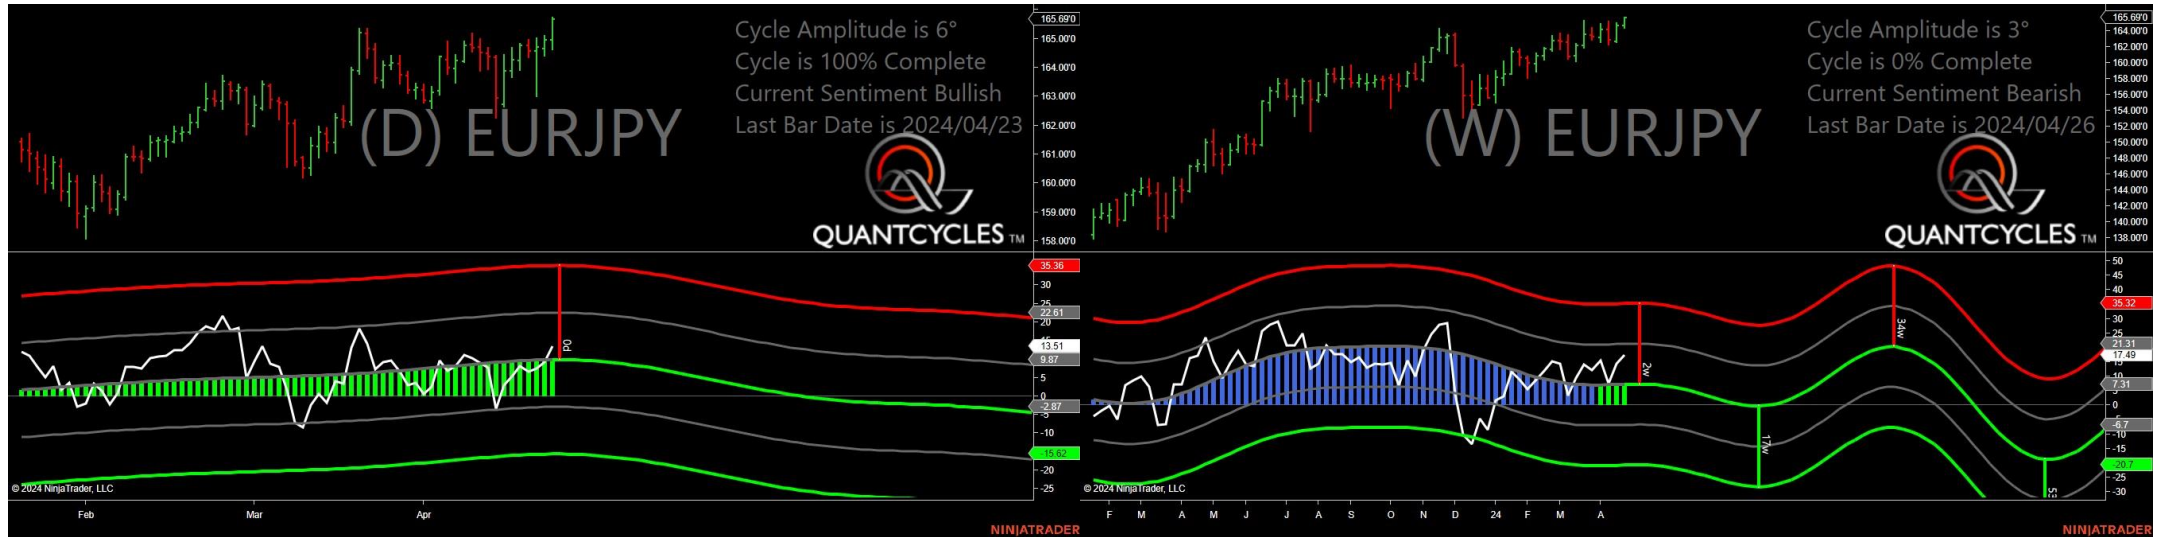 Cycle Amplitude is 6°
Cycle is 100% Complete
Current Sentiment Bullish
Last Bar Date is 2024/04/23
(D) EURJPY
QUANTCYCLES TM
165.69'0
165.00'0
164.00'0
163.00'0
162.00'0
161.00'0
160.00'0
159.00'0
158.00'0
35.36
30
25
22.61
20
13.51
9.87
5
0
-2.87
-5
-10
-15.62
-20
-25
0d
© 2024 NinjaTrader, LLC
Feb Mar Apr
NINJATRADER
Cycle Amplitude is 3°
Cycle is 0% Complete
Current Sentiment Bearish
Last Bar Date is 2024/04/26
(W) EURJPY
QUANTCYCLES TM
165.69'0
164.00'0
162.00'0
160.00'0
158.00'0
156.00'0
154.00'0
152.00'0
150.00'0
148.00'0
146.00'0
144.00'0
142.00'0
140.00'0
138.00'0
50
45
40
35.32
30
25
21.31
17.49
10
7.31
0
-5
-6.7
-10
-15
-20.7
-25
-30
2w
17w
34w
© 2024 NinjaTrader, LLC
F M A M J J A S O N D 24 F M A
NINJATRADER